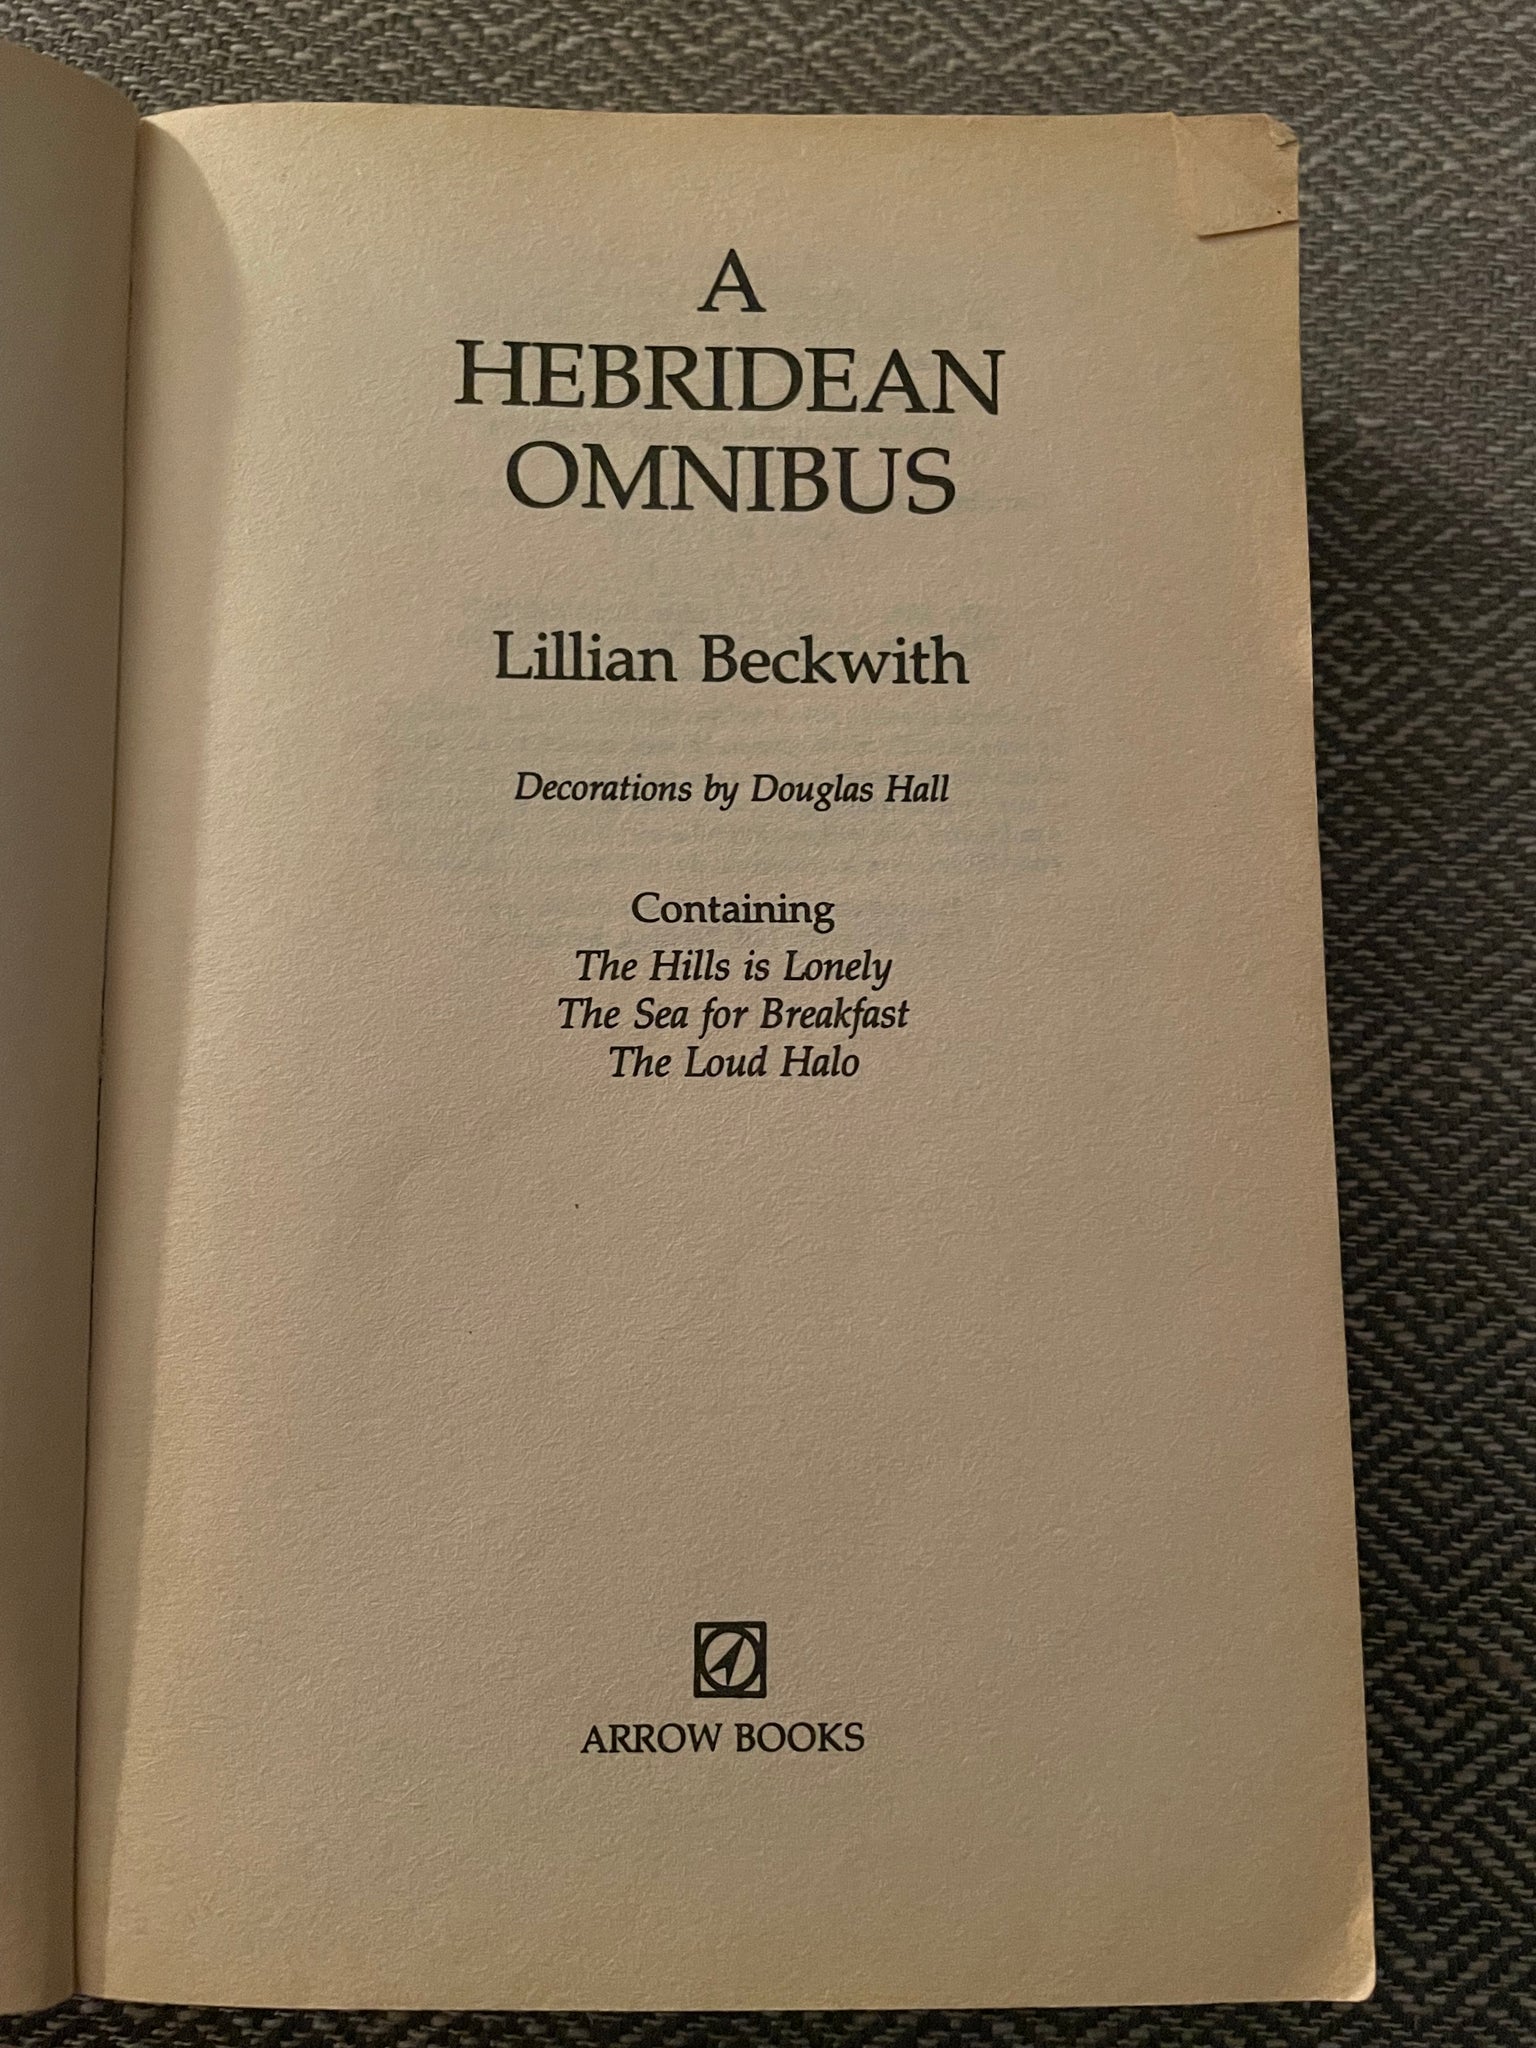 A
HEBRIDEAN
OMNIBUS
Lillian Beckwith
Decorations by Douglas Hall
Containing
The Hills is Lonely
The Sea for Breakfast
The Loud Halo
ARROW BOOKS